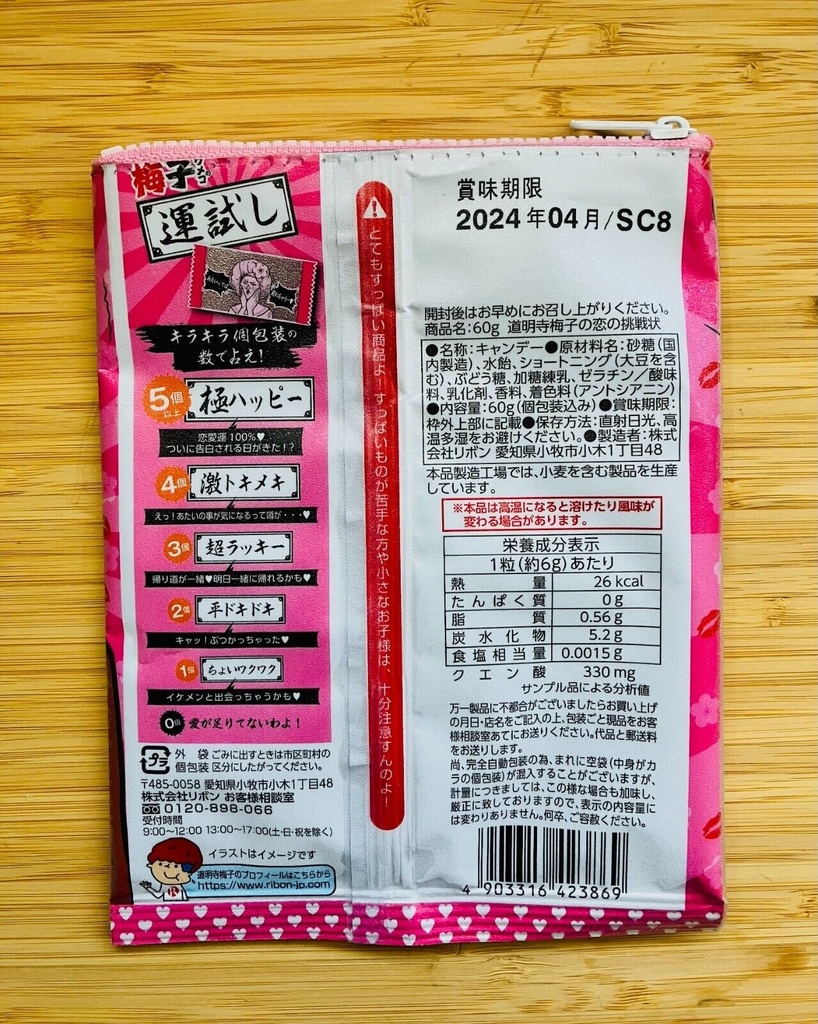 梅子
ウメコ
運試し
キラキラ個包装の
数で占え!
5個以上
極ハッピー
恋愛運100%♥
ついに告白される日がきた!?
4個
激トキメキ
えっ!あたいの事が気になるって噂が・・・♥
3個
超ラッキー
帰り道が一緒♥明日一緒に帰れるかも♥
2個
平ドキドキ
キャッ!ぶつかっちゃった♥
1個
ちょいワクワク
イケメンと出会っちゃうかも♥
0個 愛が足りてないわよ!
プラ
外 袋
個包装
ごみに出すときは市区町村の
区分にしたがってください。
〒485-0058 愛知県小牧市小木1丁目48
株式会社リボン お客様相談室
0120-898-066
受付時間
9:00~12:00 13:00~17:00(土・日・祝を除く)
イラストはイメージです
道明寺梅子のプロフィールはこちらから
https://www.ribon-jp.com
とてもすっぱい商品よ!すっぱいものが苦手な方や小さなお子様は、十分注意すんのよ!
賞味期限
2024年04月/SC8
開封後はお早めにお召し上がりください。
商品名:60g 道明寺梅子の恋の挑戦状
●名称:キャンデー●原材料名:砂糖(国
内製造)、水飴、ショートニング(大豆を含
む)、ぶどう糖、加糖練乳、ゼラチン/酸味
料、乳化剤、香料、着色料(アントシアニン)
●内容量:60g(個包装込み)●賞味期限:
枠外上部に記載●保存方法:直射日光、高
温多湿をお避けください。●製造者:株式
会社リボン 愛知県小牧市小木1丁目48
本品製造工場では、小麦を含む製品を生産
しています。
※本品は高温になると溶けたり風味が
変わる場合があります。
栄養成分表示
1粒(約6g)あたり
熱量 26 kcal
たんぱく質 0 g
脂質 0.56 g
炭水化物 5.2 g
食塩相当量 0.0015 g
クエン酸 330 mg
サンプル品による分析値
万一製品に不都合がございましたらお買い上げ
の月日・店名をご記入の上、包装ごと現品をお客
様相談室あてにお送りください。代品と郵送料
をお送りします。
尚、完全自動包装の為、まれに空袋(中身がカ
ラの個包装)が混入することがございますが、
計量につきましては、この様な場合も加味し、
厳正に致しておりますので、表示の内容量に
は変わりありません。何卒、ご容赦ください。
4 903316 423869